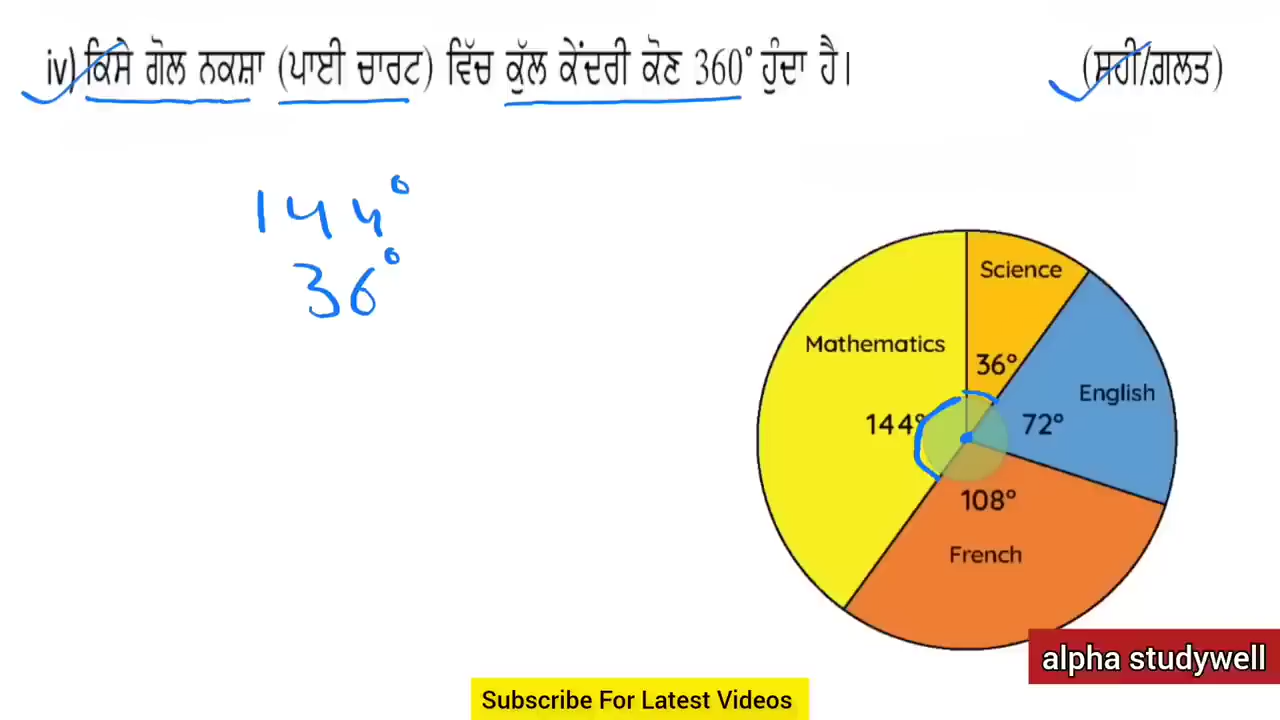 iv) ਕਿਸੇ ਗੋਲ ਨਕਸ਼ਾ (ਪਾਈ ਚਾਰਟ) ਵਿੱਚ ਕੁੱਲ ਕੇਂਦਰੀ ਕੋਣ 360° ਹੁੰਦਾ ਹੈ। (ਸਹੀ/ਗ਼ਲਤ)
144°
36°
Science
Mathematics
36°
English
144°
72°
108°
French
alpha studywell
Subscribe For Latest Videos